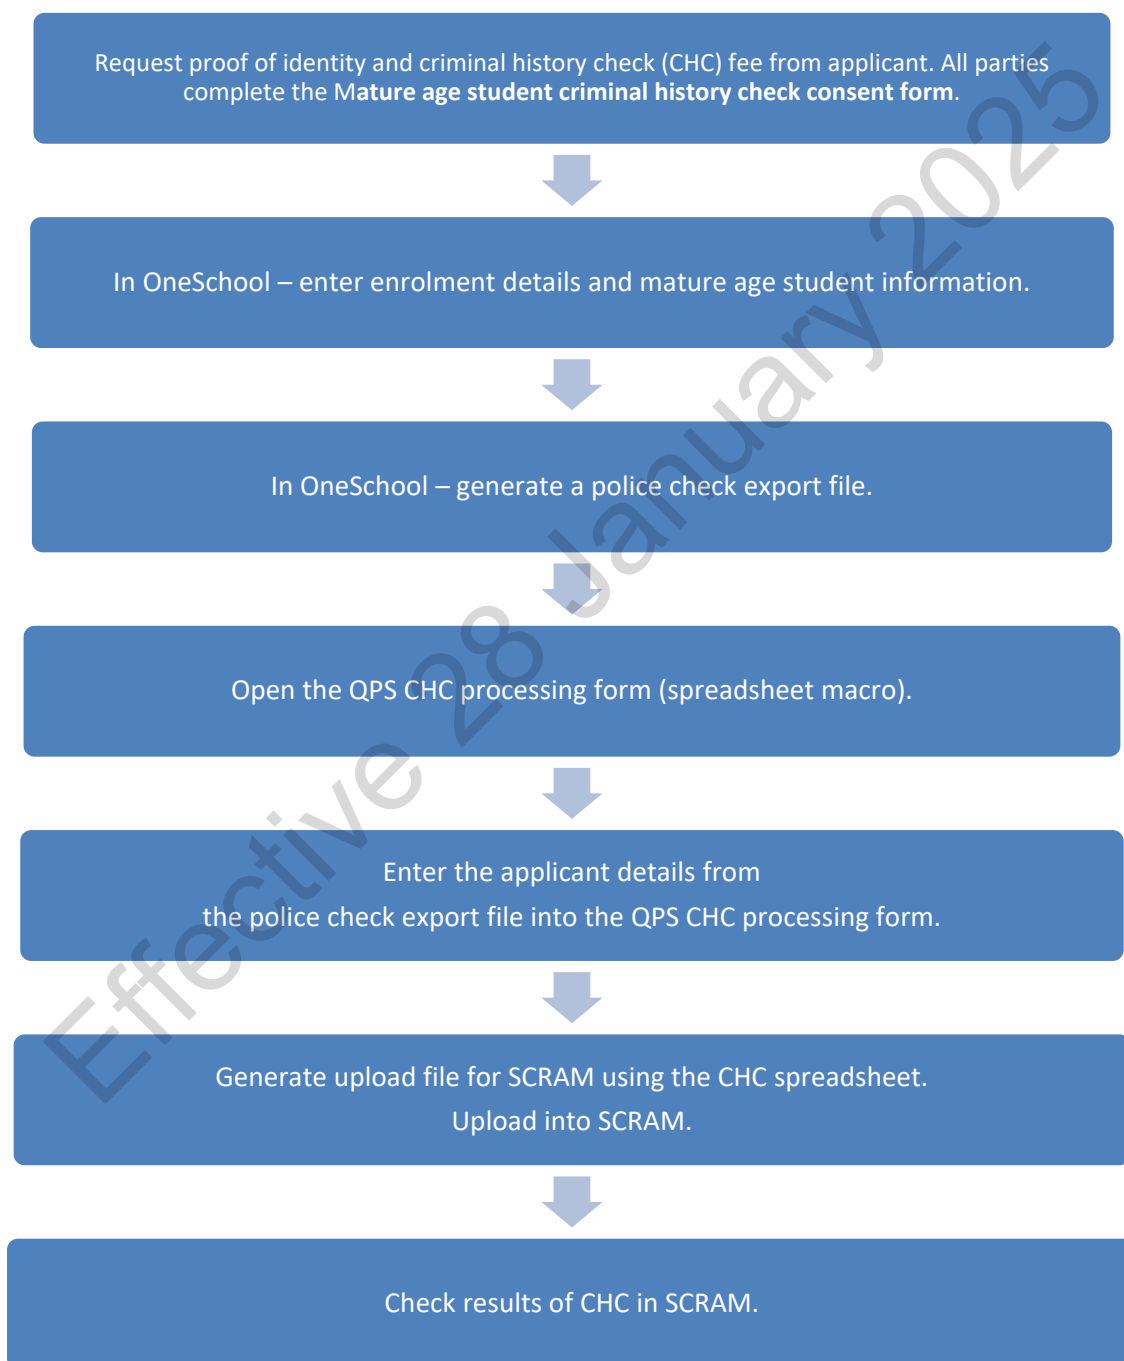 Request proof of identity and criminal history check (CHC) fee from applicant. All parties
complete the Mature age student criminal history check consent form.
In OneSchool – enter enrolment details and mature age student information.
In OneSchool – generate a police check export file.
Open the QPS CHC processing form (spreadsheet macro).
Enter the applicant details from
the police check export file into the QPS CHC processing form.
Generate upload file for SCRAM using the CHC spreadsheet.
Upload into SCRAM.
Check results of CHC in SCRAM.
Effective 28 January 2025